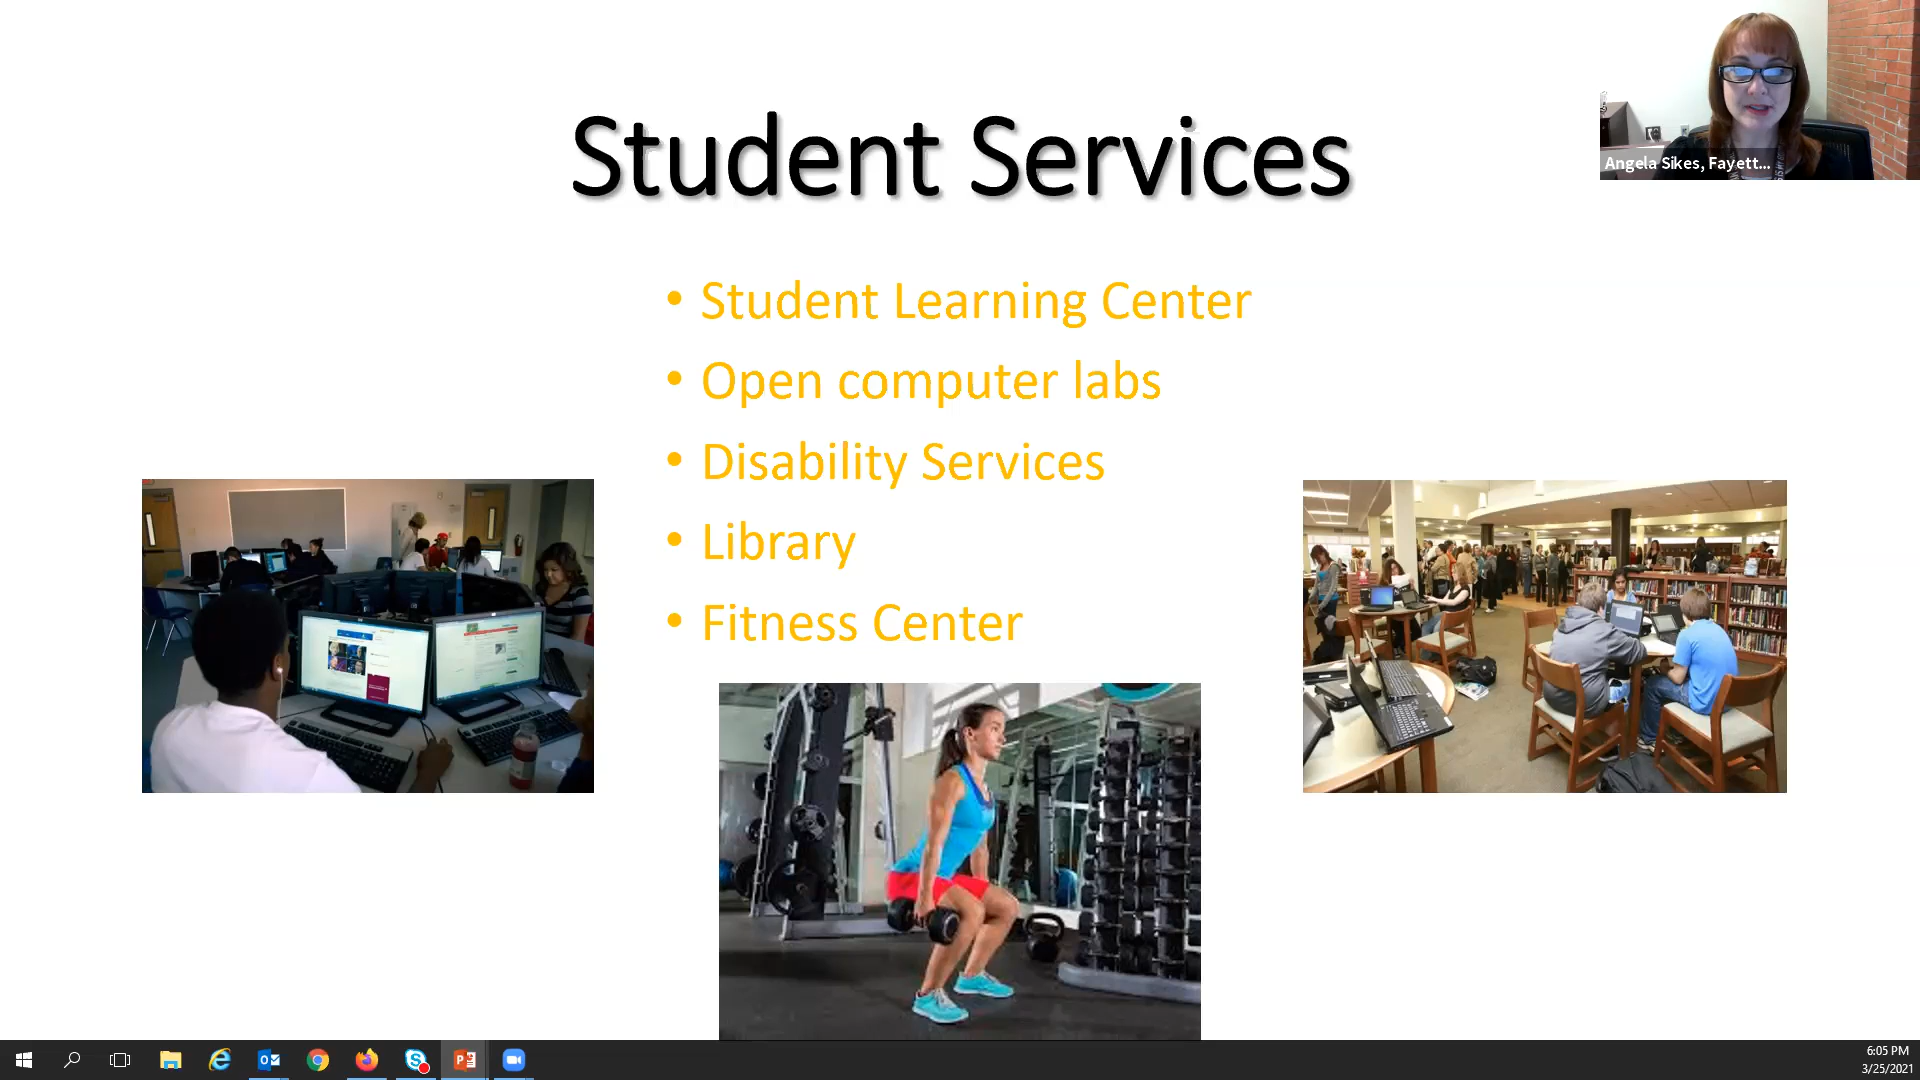 Student Services
Angela Sikes, Fayett...
• Student Learning Center
• Open computer labs
• Disability Services
• Library
• Fitness Center
6:05 PM
3/25/2021